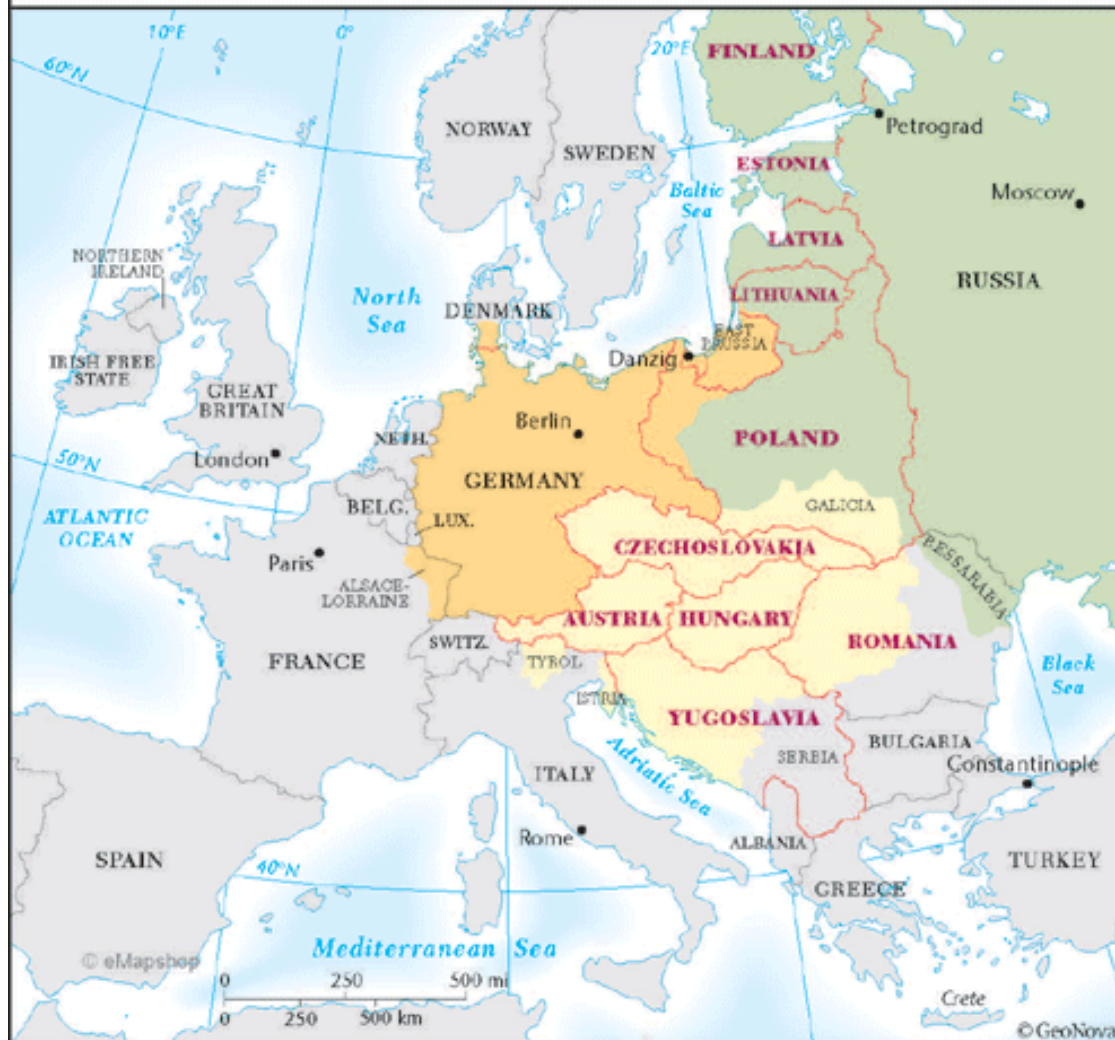 10°E
0°
20°E
60°N
FINLAND
Petrograd
NORWAY
SWEDEN
ESTONIA
Moscow
Baltic
Sea
LATVIA
RUSSIA
NORTHERN
IRELAND
North
Sea
DENMARK
LITHUANIA
EAST
PRUSSIA
Danzig
IRISH FREE
STATE
GREAT
BRITAIN
Berlin
NETH.
POLAND
London
50°N
GERMANY
BELG.
GALICIA
ATLANTIC
OCEAN
LUX.
CZECHOSLOVAKIA
BESSARABIA
Paris
ALSACE-
LORRAINE
AUSTRIA
HUNGARY
ROMANIA
SWITZ.
FRANCE
TYROL
Black
Sea
ISTRIA
YUGOSLAVIA
BULGARIA
SERBIA
Constantinople
ITALY
Adriatic Sea
Rome
ALBANIA
SPAIN
TURKEY
40°N
GREECE
Mediterranean Sea
© eMapshop
0 250 500 mi
0 250 500 km
Crete
© GeoNova